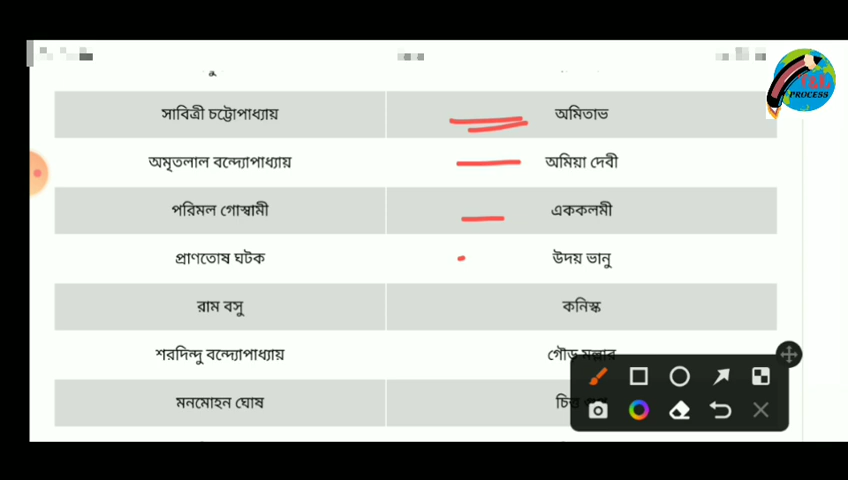 সাবিত্রী চট্টোপাধ্যায় অমিতাভ
অমৃতলাল বন্দ্যোপাধ্যায় অমিয়া দেবী
পরিমল গোস্বামী এককলমী
প্রাণতোষ ঘটক উদয় ভানু
রাম বসু কনিস্ক
শরদিন্দু বন্দ্যোপাধ্যায় গৌড় মল্লার
মনমোহন ঘোষ
PROCESS